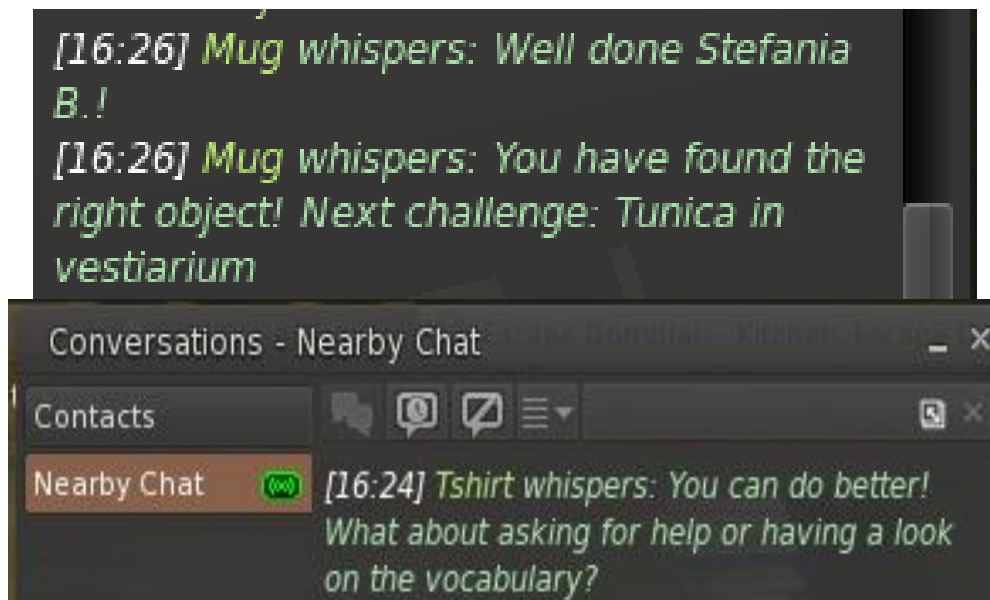 [16:26] Mug whispers: Well done Stefania
B.!
[16:26] Mug whispers: You have found the
right object! Next challenge: Tunica in
vestiarium
Conversations - Nearby Chat
Contacts
Nearby Chat
[16:24] Tshirt whispers: You can do better!
What about asking for help or having a look
on the vocabulary?